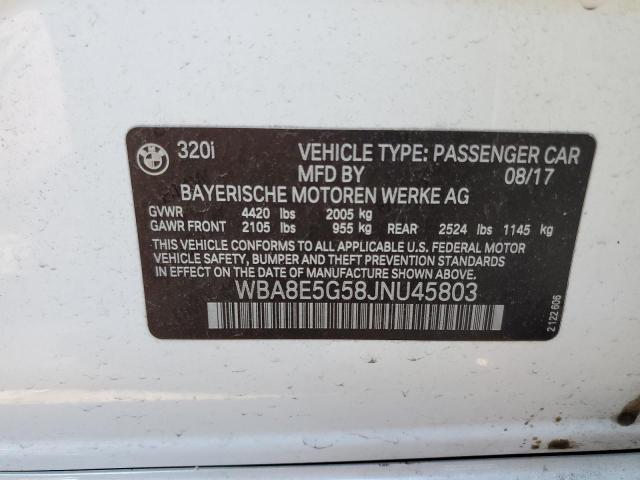 320i VEHICLE TYPE: PASSENGER CAR
MFD BY 08/17
BAYERISCHE MOTOREN WERKE AG
GVWR 4420 lbs 2005 kg
GAWR FRONT 2105 lbs 955 kg REAR 2524 lbs 1145 kg
THIS VEHICLE CONFORMS TO ALL APPLICABLE U.S. FEDERAL MOTOR
VEHICLE SAFETY, BUMPER AND THEFT PREVENTION STANDARDS
IN EFFECT ON THE DATE OF MANUFACTURE SHOWN ABOVE.
WBA8E5G58JNU45803
2122 606